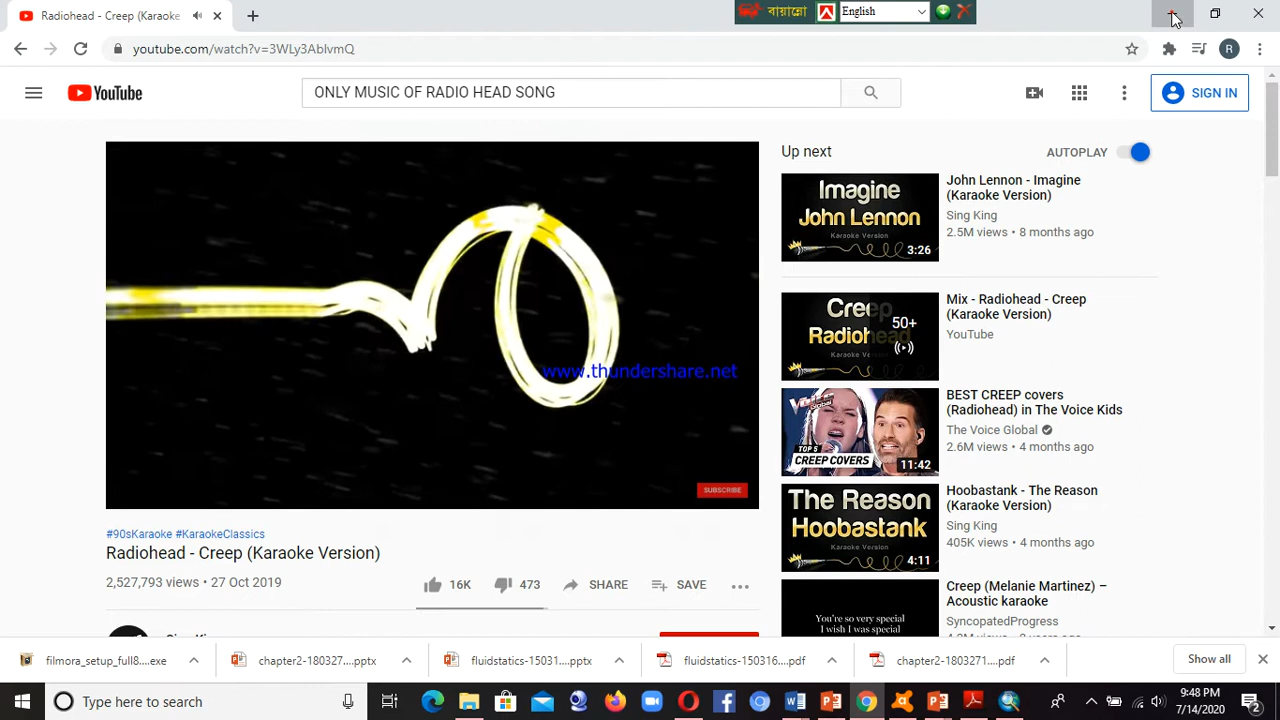 Radiohead - Creep (Karaoke
বায়ান্নো
English
youtube.com/watch?v=3WLy3AbIvmQ
R
YouTube
ONLY MUSIC OF RADIO HEAD SONG
SIGN IN
www.thundershare.net
SUBSCRIBE
#90sKaraoke #KaraokeClassics
Radiohead - Creep (Karaoke Version)
2,527,793 views • 27 Oct 2019
16K
473
SHARE
SAVE
Up next
AUTOPLAY
Imagine
John Lennon
Karaoke Version
3:26
John Lennon - Imagine
(Karaoke Version)
Sing King
2.5M views • 8 months ago
Creep
Radiohead
Karaoke Ve
50+
Mix - Radiohead - Creep
(Karaoke Version)
YouTube
Voice
Global
TOP 5
CREEP COVERS
11:42
BEST CREEP covers
(Radiohead) in The Voice Kids
The Voice Global
2.6M views • 4 months ago
The Reason
Hoobastank
Karaoke Version
4:11
Hoobastank - The Reason
(Karaoke Version)
Sing King
405K views • 4 months ago
You're so very special
I wish I was special
Creep (Melanie Martinez) –
Acoustic karaoke
SyncopatedProgress
filmora_setup_full8....exe
chapter2-180327....pptx
fluidstatics-15031....pptx
fluidstatics-150316....pdf
chapter2-1803271....pdf
Show all
Type here to search
9:48 PM
7/14/2020
2